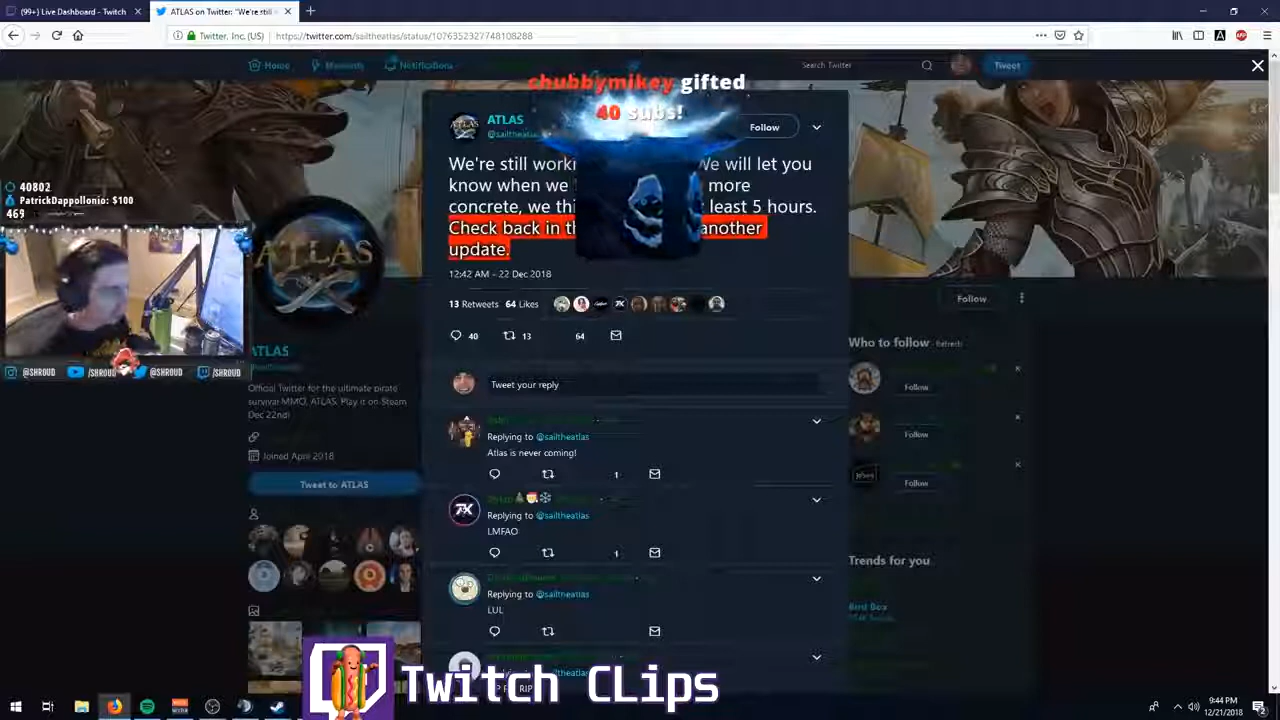 (99+) Live Dashboard - Twitch
ATLAS on Twitter: "We're still
Twitter, Inc. (US)
https://twitter.com/sailtheatlas/status/1076352327748108288
Home
Moments
Notifications
Search Twitter
Tweet
chubbymikey gifted
40 subs!
ATLAS
Follow
We're still We will let you
know when we more
concrete, we least 5 hours.
Check back in another
update.
12:42 AM - 22 Dec 2018
13 Retweets 64 Likes
40 13 64
Tweet your reply
40802
PatrickDappollonio: $100
469
ATLAS
@SHROUD /SHROUD @SHROUD /SHROUD
ATLAS
Official Twitter for the ultimate pirate
survival MMO, ATLAS. Play it on Steam
Dec 22nd!
Joined April 2018
Tweet to ATLAS
Replying to @sailtheatlas
Atlas is never coming!
1
7K
Replying to @sailtheatlas
LMFAO
1
Replying to @sailtheatlas
LUL
Follow
Who to follow · Refresh
Follow
Follow
Follow
Trends for you
Bird Box
Twitch CLips
9:44 PM
12/21/2018